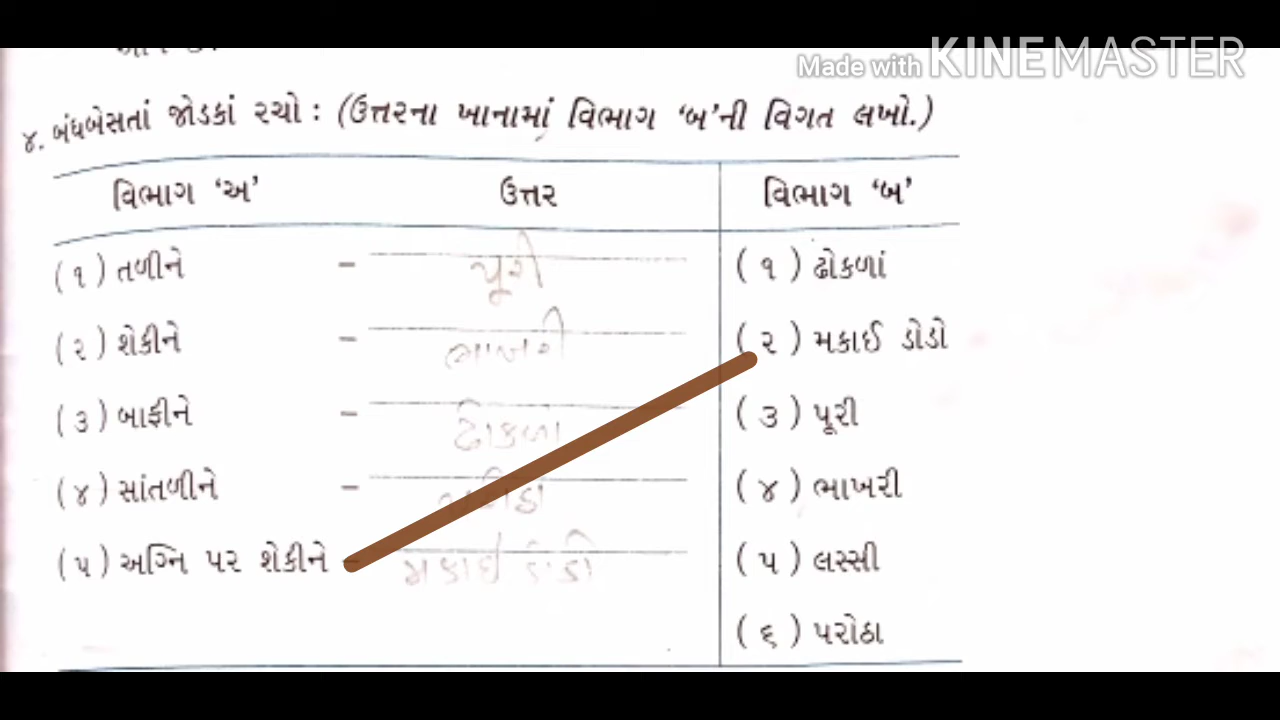 Made with KINEMASTER
૪. બંધબેસતાં જોડકાં રચો : (ઉત્તરના ખાનામાં વિભાગ ‘બ’ની વિગત લખો.)
વિભાગ ‘અ’ ઉત્તર વિભાગ ‘બ’
(૧) તળીને – પૂરી (૧) ઢોકળાં
(૨) શેકીને – ભાખરી (૨) મકાઈ ડોડો
(૩) બાફીને – ઢોકળાં (૩) પૂરી
(૪) સાંતળીને – (૪) ભાખરી
(૫) અગ્નિ પર શેકીને – મકાઈ ડોડો (૫) લસ્સી
(૬) પરોઠા